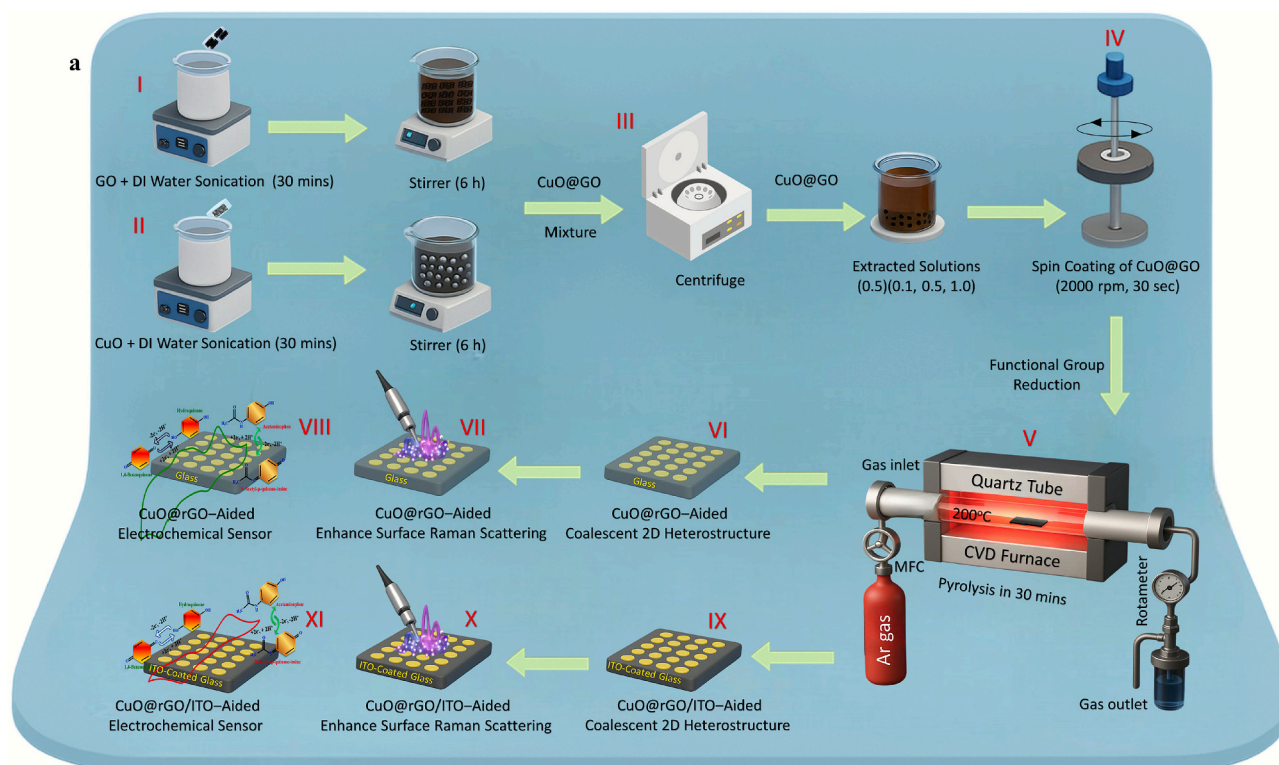 a
I
GO + DI Water Sonication (30 mins)
Stirrer (6 h)
II
CuO + DI Water Sonication (30 mins)
Stirrer (6 h)
CuO@GO
Mixture
III
Centrifuge
CuO@GO
Extracted Solutions
(0.5)(0.1, 0.5, 1.0)
IV
Spin Coating of CuO@GO
(2000 rpm, 30 sec)
Functional Group
Reduction
V
Gas inlet
Quartz Tube
200°C
CVD Furnace
MFC
Pyrolysis in 30 mins
Ar gas
Rotameter
Gas outlet
VI
Glass
CuO@rGO–Aided
Coalescent 2D Heterostructure
VII
Glass
CuO@rGO–Aided
Enhance Surface Raman Scattering
VIII
Hydroquinone
Acetaminophen
Glass
CuO@rGO–Aided
Electrochemical Sensor
IX
ITO-Coated Glass
CuO@rGO/ITO–Aided
Coalescent 2D Heterostructure
X
ITO-Coated Glass
CuO@rGO/ITO–Aided
Enhance Surface Raman Scattering
XI
Hydroquinone
Acetaminophen
ITO-Coated Glass
CuO@rGO/ITO–Aided
Electrochemical Sensor